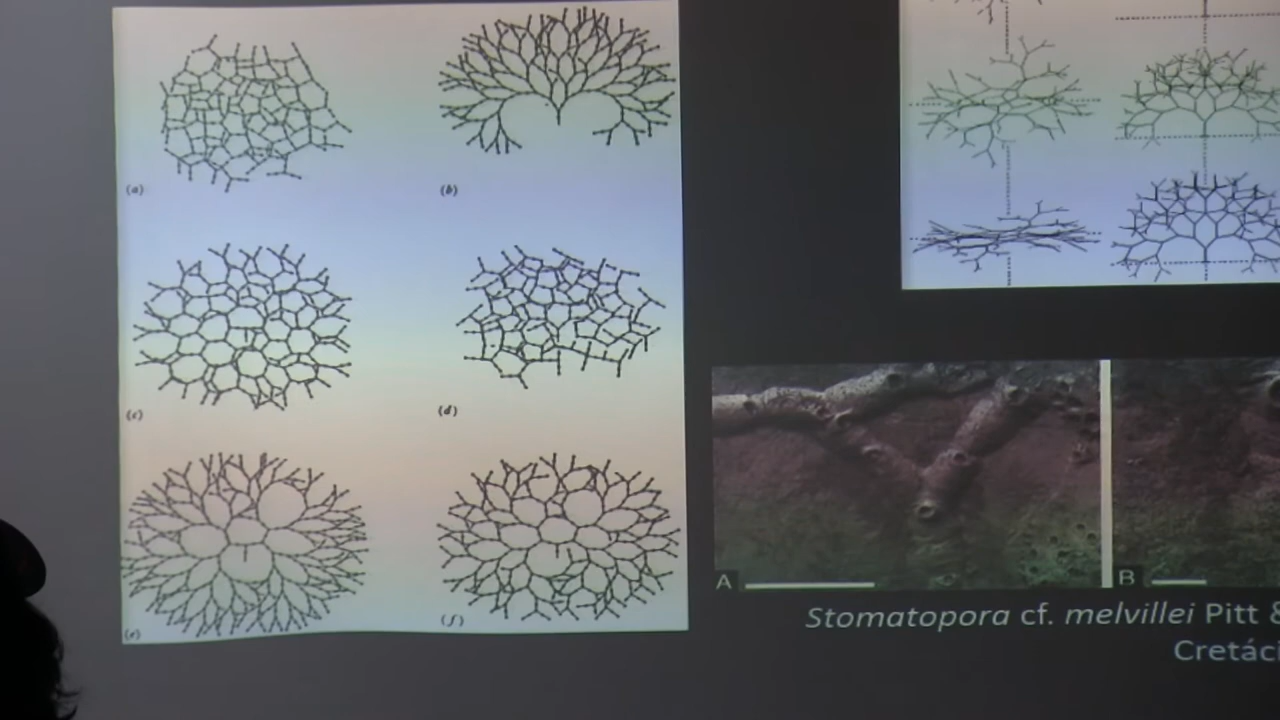 (a)
(b)
(c)
(d)
(e)
(f)
A
B
Stomatopora cf. melvillei Pitt &
Cretáci